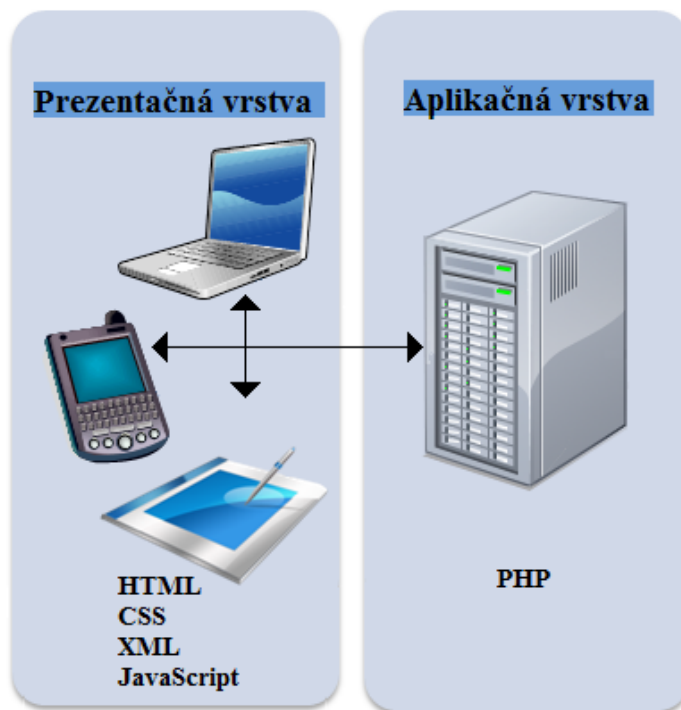 Prezentačná vrstva
HTML
CSS
XML
JavaScript
Aplikačná vrstva
PHP